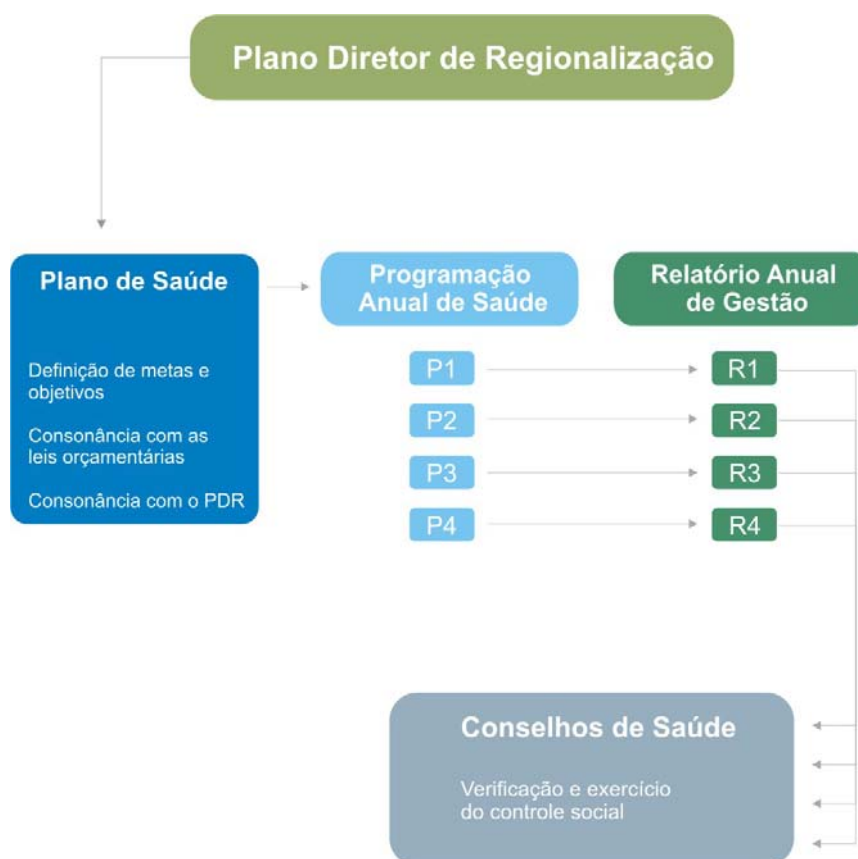 Plano Diretor de Regionalização
Plano de Saúde
Definição de metas e
objetivos
Consonância com as
leis orçamentárias
Consonância com o PDR
Programação
Anual de Saúde
Relatório Anual
de Gestão
P1
R1
P2
R2
P3
R3
P4
R4
Conselhos de Saúde
Verificação e exercício
do controle social